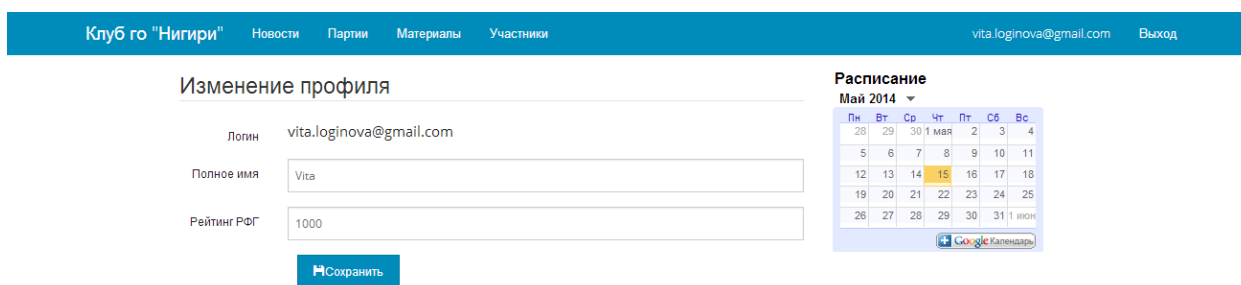 Клуб го "Нигири" Новости Партии Материалы Участники vita.loginova@gmail.com Выход
Изменение профиля
Логин vita.loginova@gmail.com
Полное имя Vita
Рейтинг РФГ 1000
Сохранить
Расписание
Май 2014
Пн Вт Ср Чт Пт Сб Вс
28 29 30 1 мая 2 3 4
5 6 7 8 9 10 11
12 13 14 15 16 17 18
19 20 21 22 23 24 25
26 27 28 29 30 31 1 июн
Google Календарь